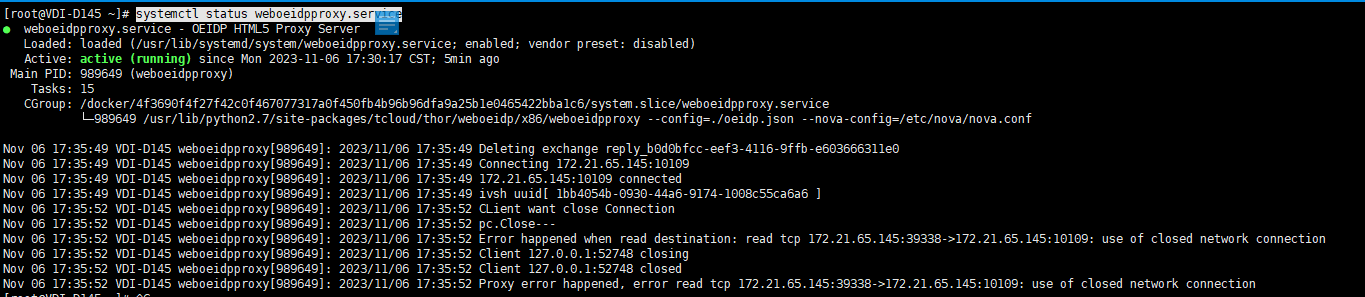 [root@VDI-D145 ~]# systemctl status weboeidpproxy.service
● weboeidpproxy.service - OEIDP HTML5 Proxy Server
Loaded: loaded (/usr/lib/systemd/system/weboeidpproxy.service; enabled; vendor preset: disabled)
Active: active (running) since Mon 2023-11-06 17:30:17 CST; 5min ago
Main PID: 989649 (weboeidpproxy)
Tasks: 15
CGroup: /docker/4f3690f4f27f42c0f467077317a0f450fb4b96b96dfa9a25b1e0465422bba1c6/system.slice/weboeidpproxy.service
└─989649 /usr/lib/python2.7/site-packages/tcloud/thor/weboeidp/x86/weboeidpproxy --config=./oeidp.json --nova-config=/etc/nova/nova.conf
Nov 06 17:35:49 VDI-D145 weboeidpproxy[989649]: 2023/11/06 17:35:49 Deleting exchange reply_b0d0bfcc-eef3-4116-9ffb-e603666311e0
Nov 06 17:35:49 VDI-D145 weboeidpproxy[989649]: 2023/11/06 17:35:49 Connecting 172.21.65.145:10109
Nov 06 17:35:49 VDI-D145 weboeidpproxy[989649]: 2023/11/06 17:35:49 172.21.65.145:10109 connected
Nov 06 17:35:49 VDI-D145 weboeidpproxy[989649]: 2023/11/06 17:35:49 ivsh uuid[ 1bb4054b-0930-44a6-9174-1008c55ca6a6 ]
Nov 06 17:35:52 VDI-D145 weboeidpproxy[989649]: 2023/11/06 17:35:52 CLient want close Connection
Nov 06 17:35:52 VDI-D145 weboeidpproxy[989649]: 2023/11/06 17:35:52 pc.Close---
Nov 06 17:35:52 VDI-D145 weboeidpproxy[989649]: 2023/11/06 17:35:52 Error happened when read destination: read tcp 172.21.65.145:39338->172.21.65.145:10109: use of closed network connection
Nov 06 17:35:52 VDI-D145 weboeidpproxy[989649]: 2023/11/06 17:35:52 Client 127.0.0.1:52748 closing
Nov 06 17:35:52 VDI-D145 weboeidpproxy[989649]: 2023/11/06 17:35:52 Client 127.0.0.1:52748 closed
Nov 06 17:35:52 VDI-D145 weboeidpproxy[989649]: 2023/11/06 17:35:52 Proxy error happened, error read tcp 172.21.65.145:39338->172.21.65.145:10109: use of closed network connection
[root@VDI-D145 ~]#